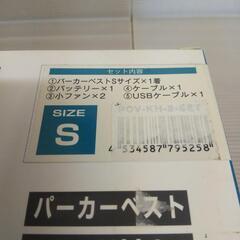 セット内容
①パーカーベストSサイズ×1着
②バッテリー×1 ④ケーブル×1
③小ファン×2 ⑤USBケーブル×1
SIZE
S
4 534587 795258
パーカーベスト